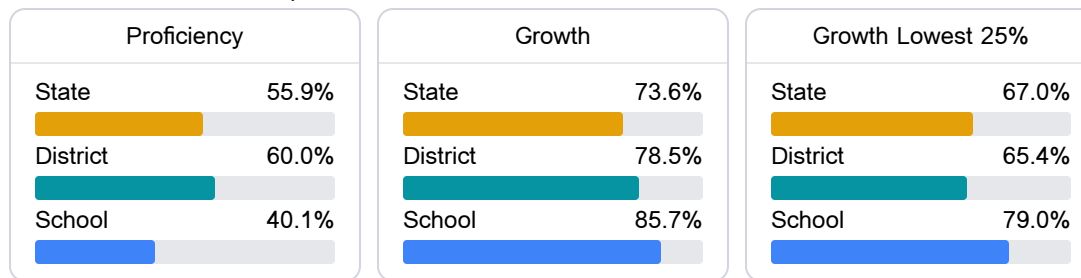 Proficiency
State 55.9%
District 60.0%
School 40.1%
Growth
State 73.6%
District 78.5%
School 85.7%
Growth Lowest 25%
State 67.0%
District 65.4%
School 79.0%